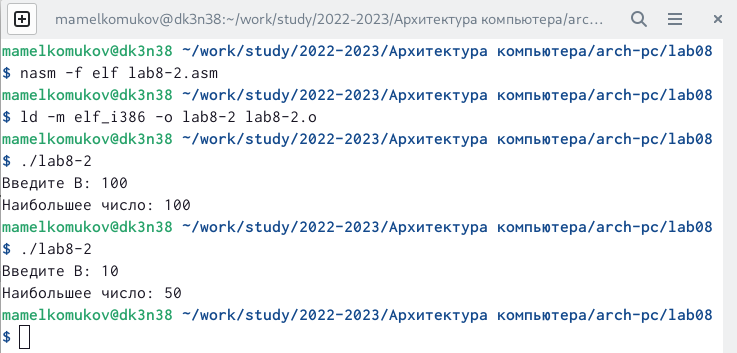 mamelkomukov@dk3n38:~/work/study/2022-2023/Архитектура компьютера/arc...
mamelkomukov@dk3n38 ~/work/study/2022-2023/Архитектура компьютера/arch-pc/lab08
$ nasm -f elf lab8-2.asm
mamelkomukov@dk3n38 ~/work/study/2022-2023/Архитектура компьютера/arch-pc/lab08
$ ld -m elf_i386 -o lab8-2 lab8-2.o
mamelkomukov@dk3n38 ~/work/study/2022-2023/Архитектура компьютера/arch-pc/lab08
$ ./lab8-2
Введите B: 100
Наибольшее число: 100
mamelkomukov@dk3n38 ~/work/study/2022-2023/Архитектура компьютера/arch-pc/lab08
$ ./lab8-2
Введите B: 10
Наибольшее число: 50
mamelkomukov@dk3n38 ~/work/study/2022-2023/Архитектура компьютера/arch-pc/lab08
$